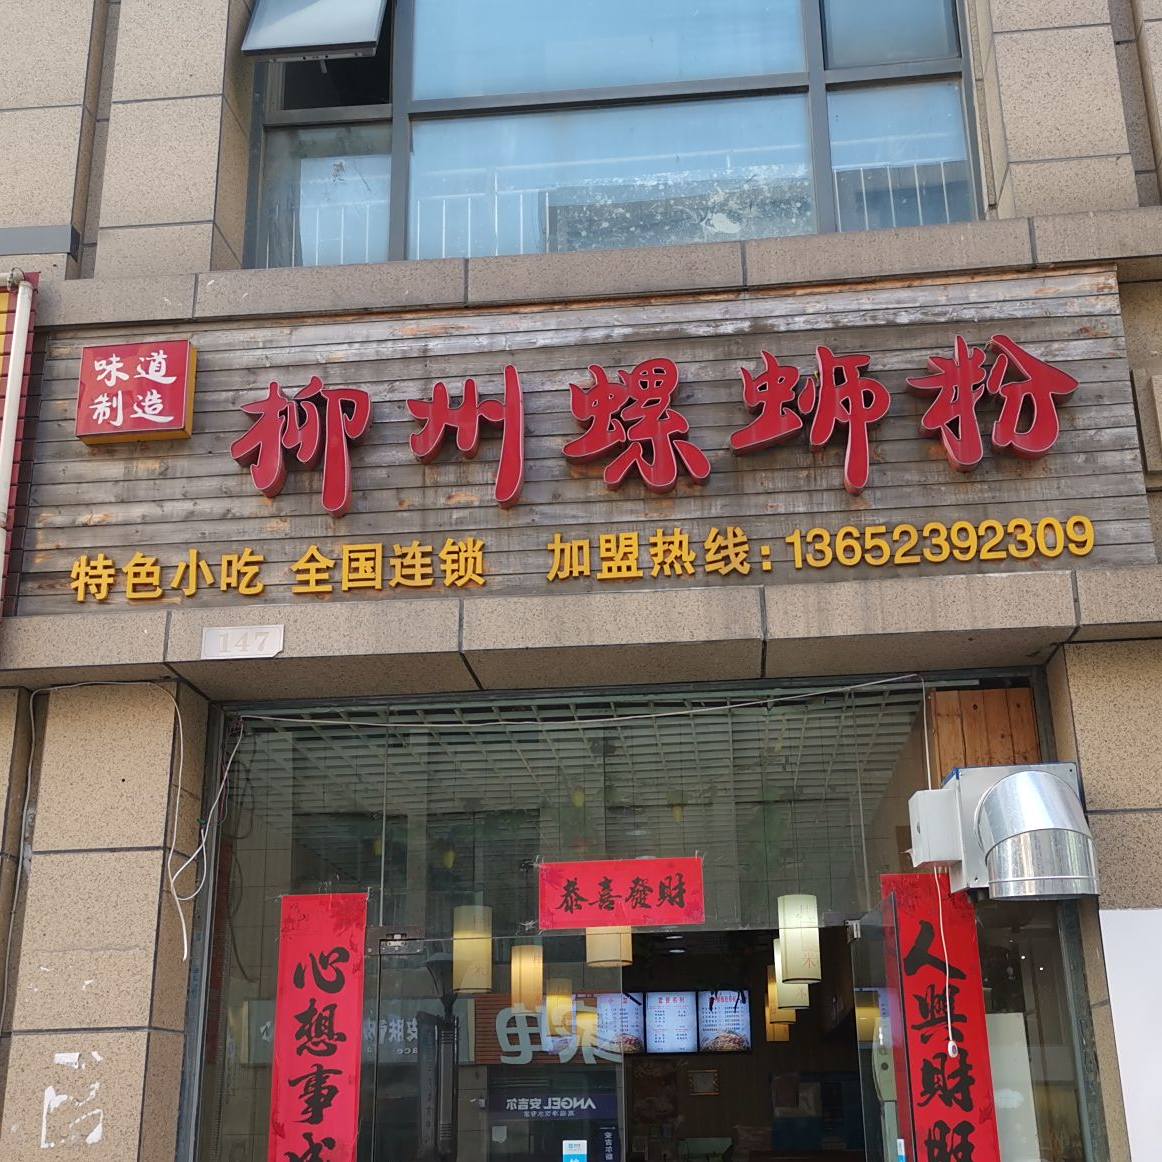 味道
制造
柳州螺蛳粉
特色小吃 全国连锁 加盟热线:13652392309
147
恭喜發財
心想事成
人興財旺
ANGEL安吉尔